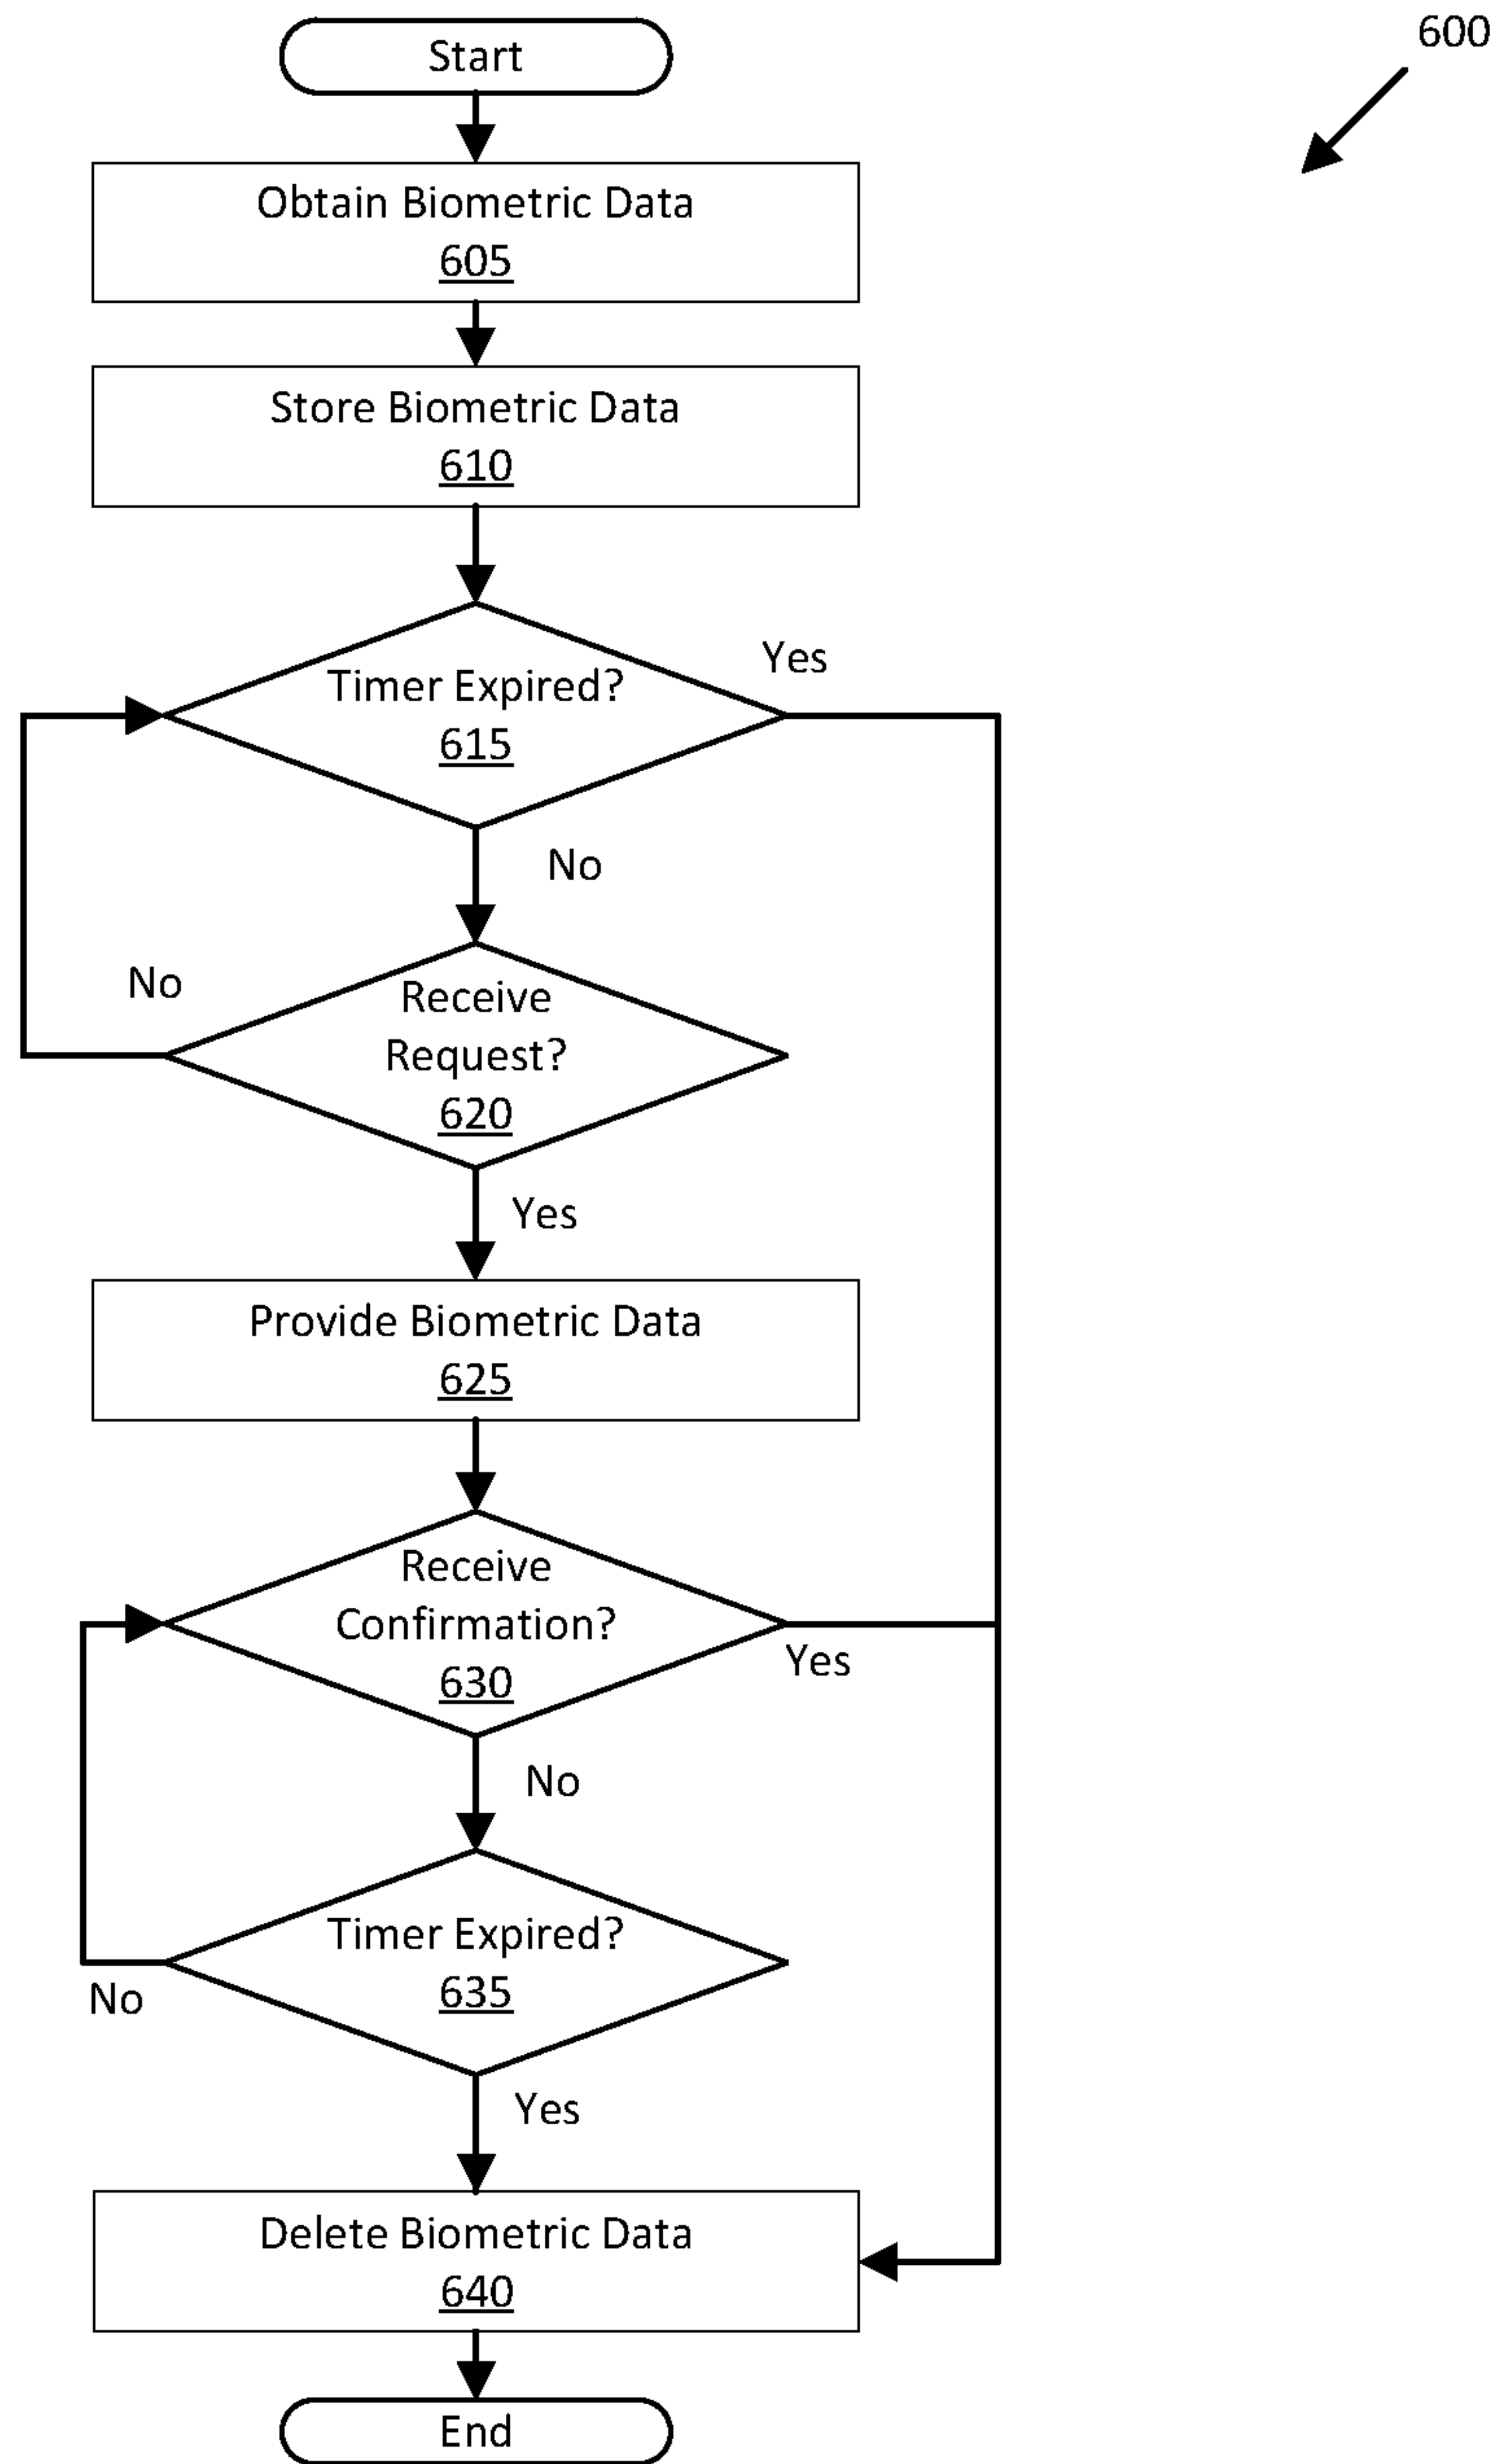 600
Start
Obtain Biometric Data
605
Store Biometric Data
610
Yes
Timer Expired?
615
No
No
Receive
Request?
620
Yes
Provide Biometric Data
625
Receive
Confirmation?
630
Yes
No
Timer Expired?
635
No
Yes
Delete Biometric Data
640
End